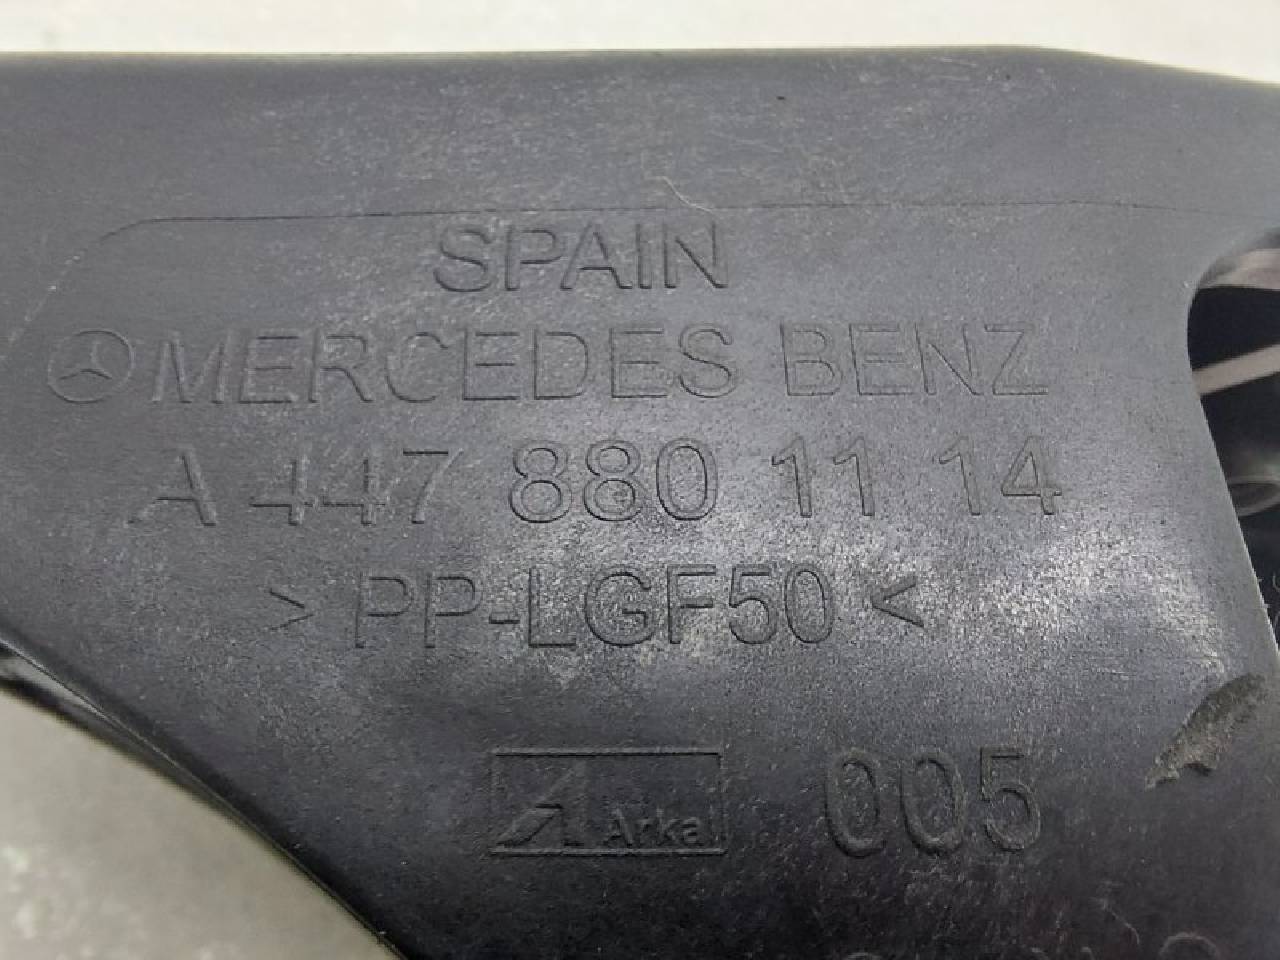 SPAIN
MERCEDES BENZ
A 447 880 11 14
> PP-LGF50 <
Arka 005